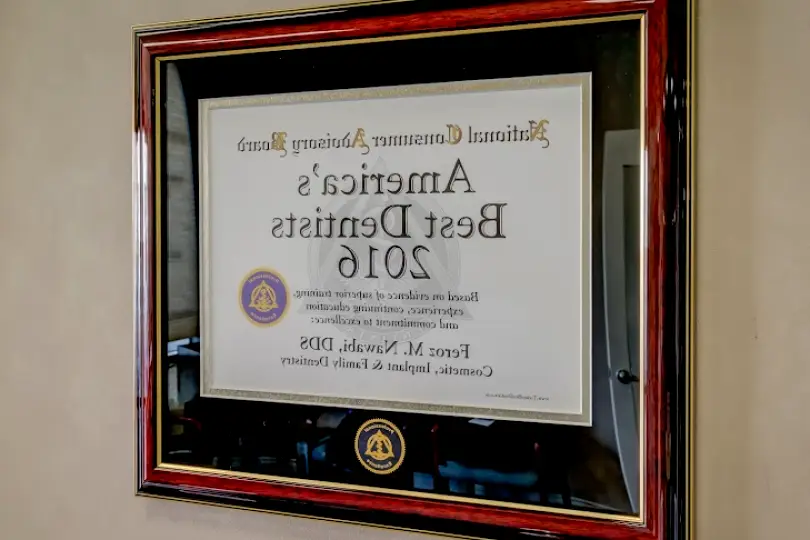 National Consumer Advisory Board
America's
Best Dentists
2016
Based on evidence of superior training,
experience, continuing education
and commitment to excellence:
Feroz M. Nawabi, DDS
Cosmetic, Implant & Family Dentistry